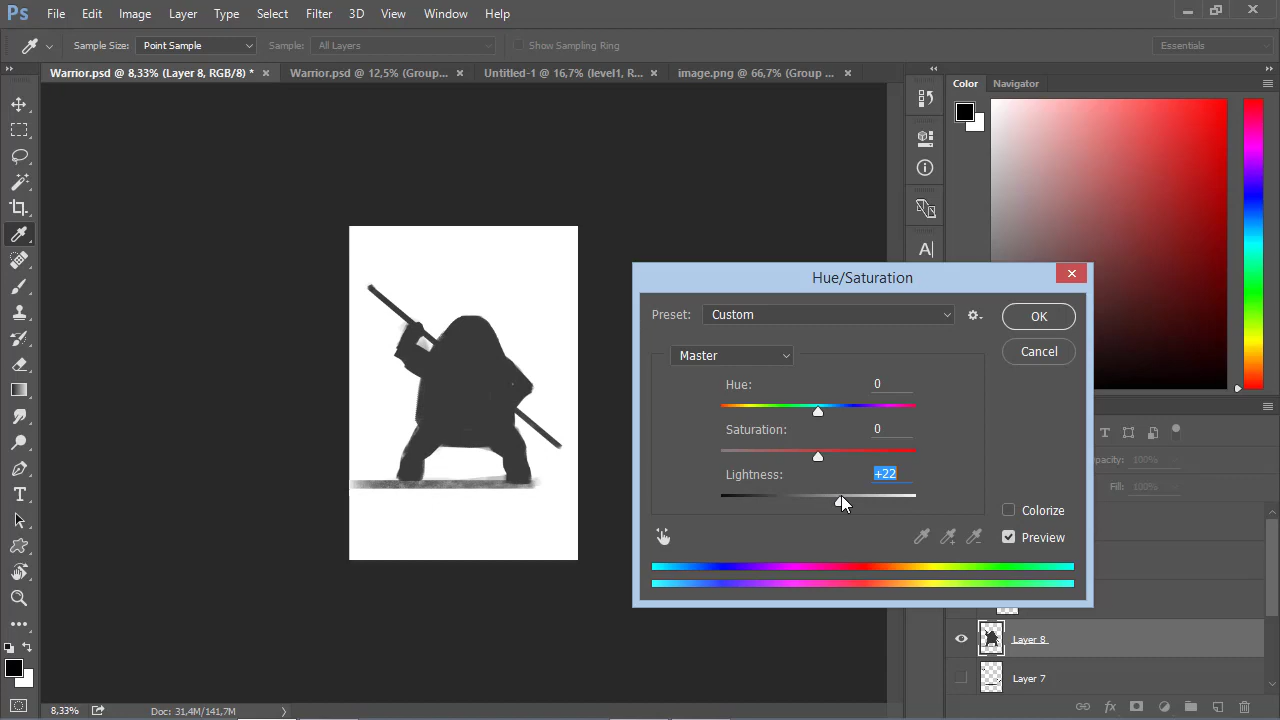 Ps File Edit Image Layer Type Select Filter 3D View Window Help
Sample Size: Point Sample Sample: All Layers Show Sampling Ring Essentials
Warrior.psd @ 8,33% (Layer 8, RGB/8) * Warrior.psd @ 12,5% (Group... Untitled-1 @ 16,7% (level1, R... image.png @ 66,7% (Group ...
Color Navigator
Hue/Saturation
Preset: Custom OK
Cancel
Master
Hue: 0
Saturation: 0
Lightness: +22
Colorize
Preview
100%
Fill: 100%
Layer 8
Layer 7
8,33% Doc: 31,4M/141,7M